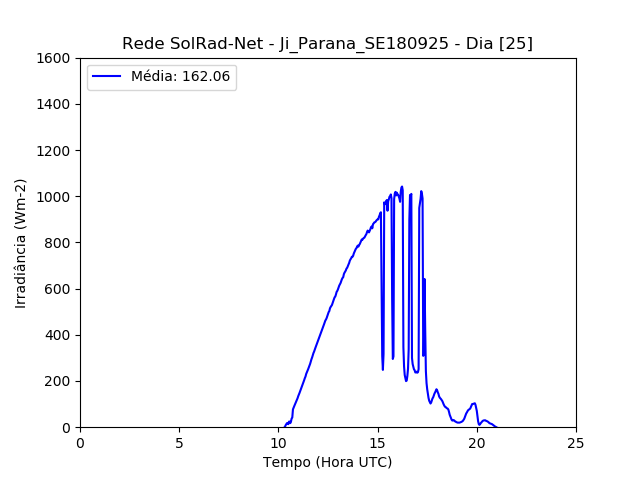 Rede SolRad-Net - Ji_Parana_SE180925 - Dia [25]
Média: 162.06
1600
1400
1200
1000
800
600
400
200
0
Irradiância (Wm-2)
0 5 10 15 20 25
Tempo (Hora UTC)